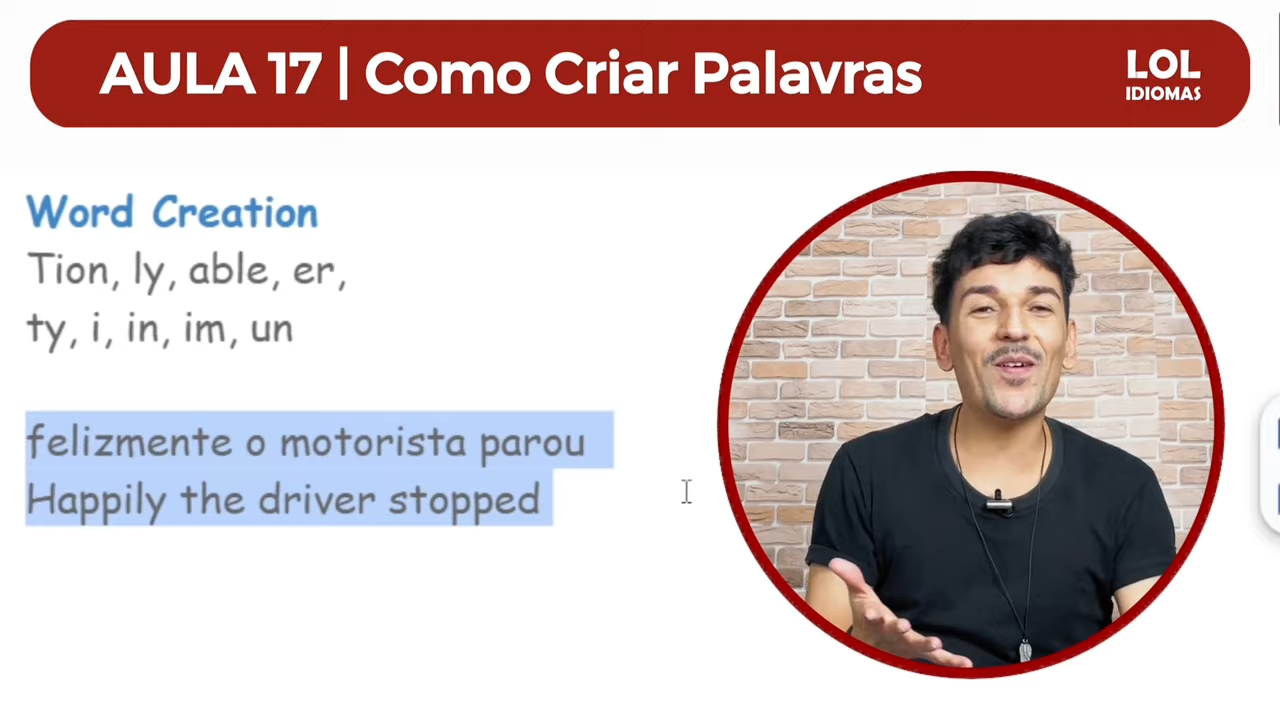 AULA 17 | Como Criar Palavras
LOL
IDIOMAS
Word Creation
Tion, ly, able, er,
ty, i, in, im, un
felizmente o motorista parou
Happily the driver stopped